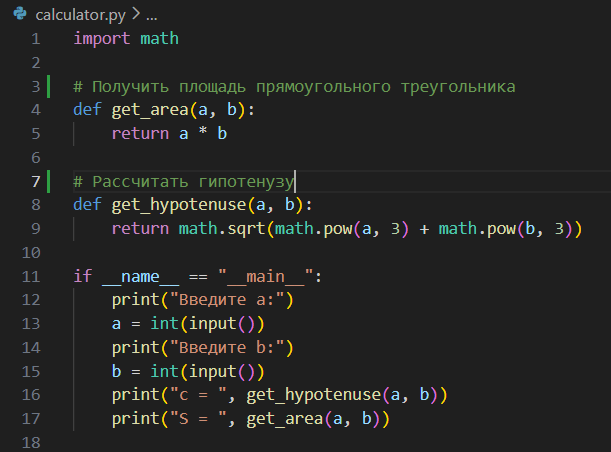 calculator.py > ...
1 import math
2
3 # Получить площадь прямоугольного треугольника
4 def get_area(a, b):
5     return a * b
6
7 # Рассчитать гипотенузу
8 def get_hypotenuse(a, b):
9     return math.sqrt(math.pow(a, 3) + math.pow(b, 3))
10
11 if __name__ == "__main__":
12     print("Введите a:")
13     a = int(input())
14     print("Введите b:")
15     b = int(input())
16     print("c = ", get_hypotenuse(a, b))
17     print("S = ", get_area(a, b))
18